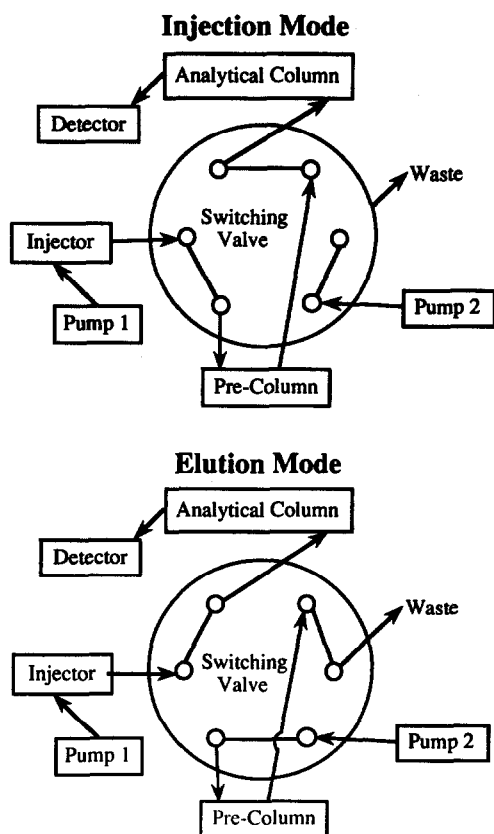 Injection Mode
Analytical Column
Detector
Waste
Switching
Valve
Injector
Pump 1
Pump 2
Pre-Column
Elution Mode
Analytical Column
Detector
Waste
Switching
Valve
Injector
Pump 1
Pump 2
Pre-Column